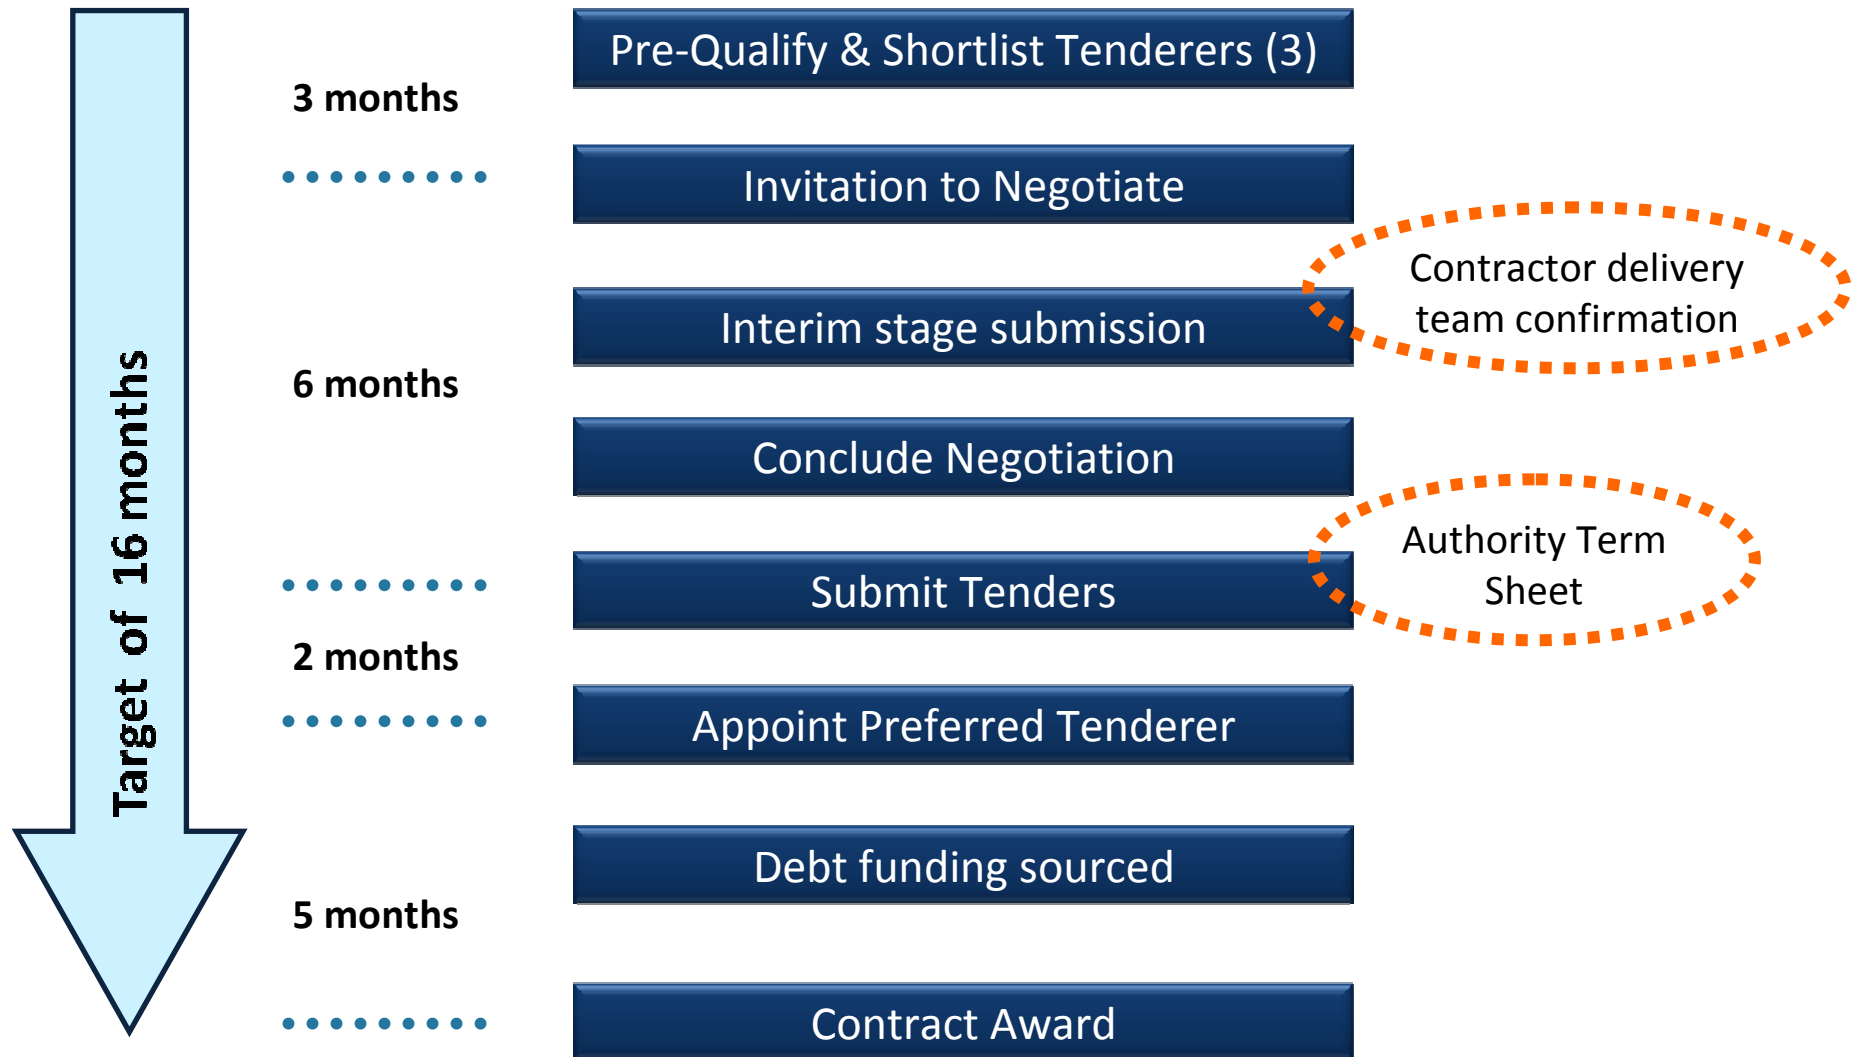 Pre-Qualify & Shortlist Tenderers (3)
3 months
Invitation to Negotiate
Contractor delivery
team confirmation
Interim stage submission
6 months
Conclude Negotiation
Authority Term
Sheet
Submit Tenders
2 months
Appoint Preferred Tenderer
Debt funding sourced
5 months
Contract Award
Target of 16 months